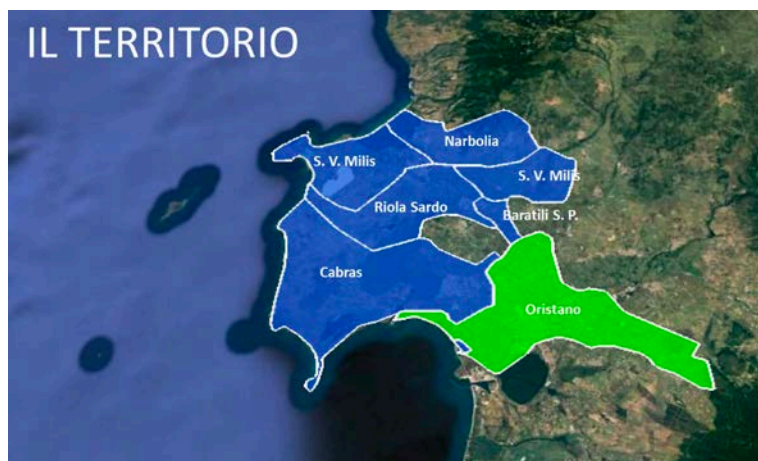 IL TERRITORIO
Narbolia
S. V. Milis
S. V. Milis
Riola Sardo
Baratili S. P.
Cabras
Oristano